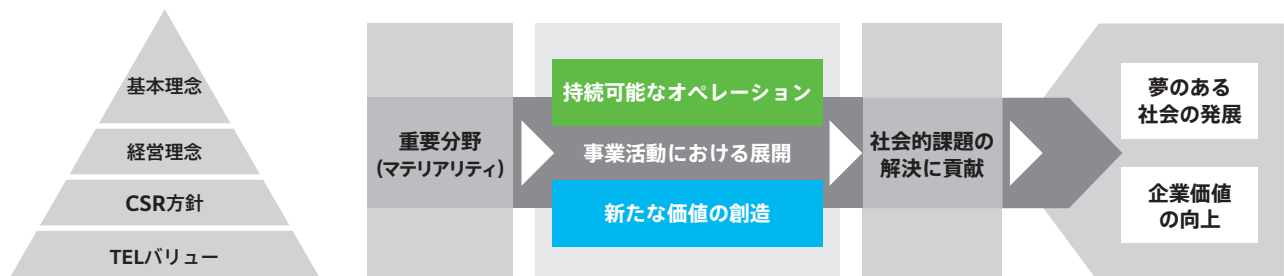 基本理念
経営理念
CSR方針
TELバリュー
重要分野
(マテリアリティ)
持続可能なオペレーション
事業活動における展開
新たな価値の創造
社会的課題の
解決に貢献
夢のある
社会の発展
企業価値
の向上